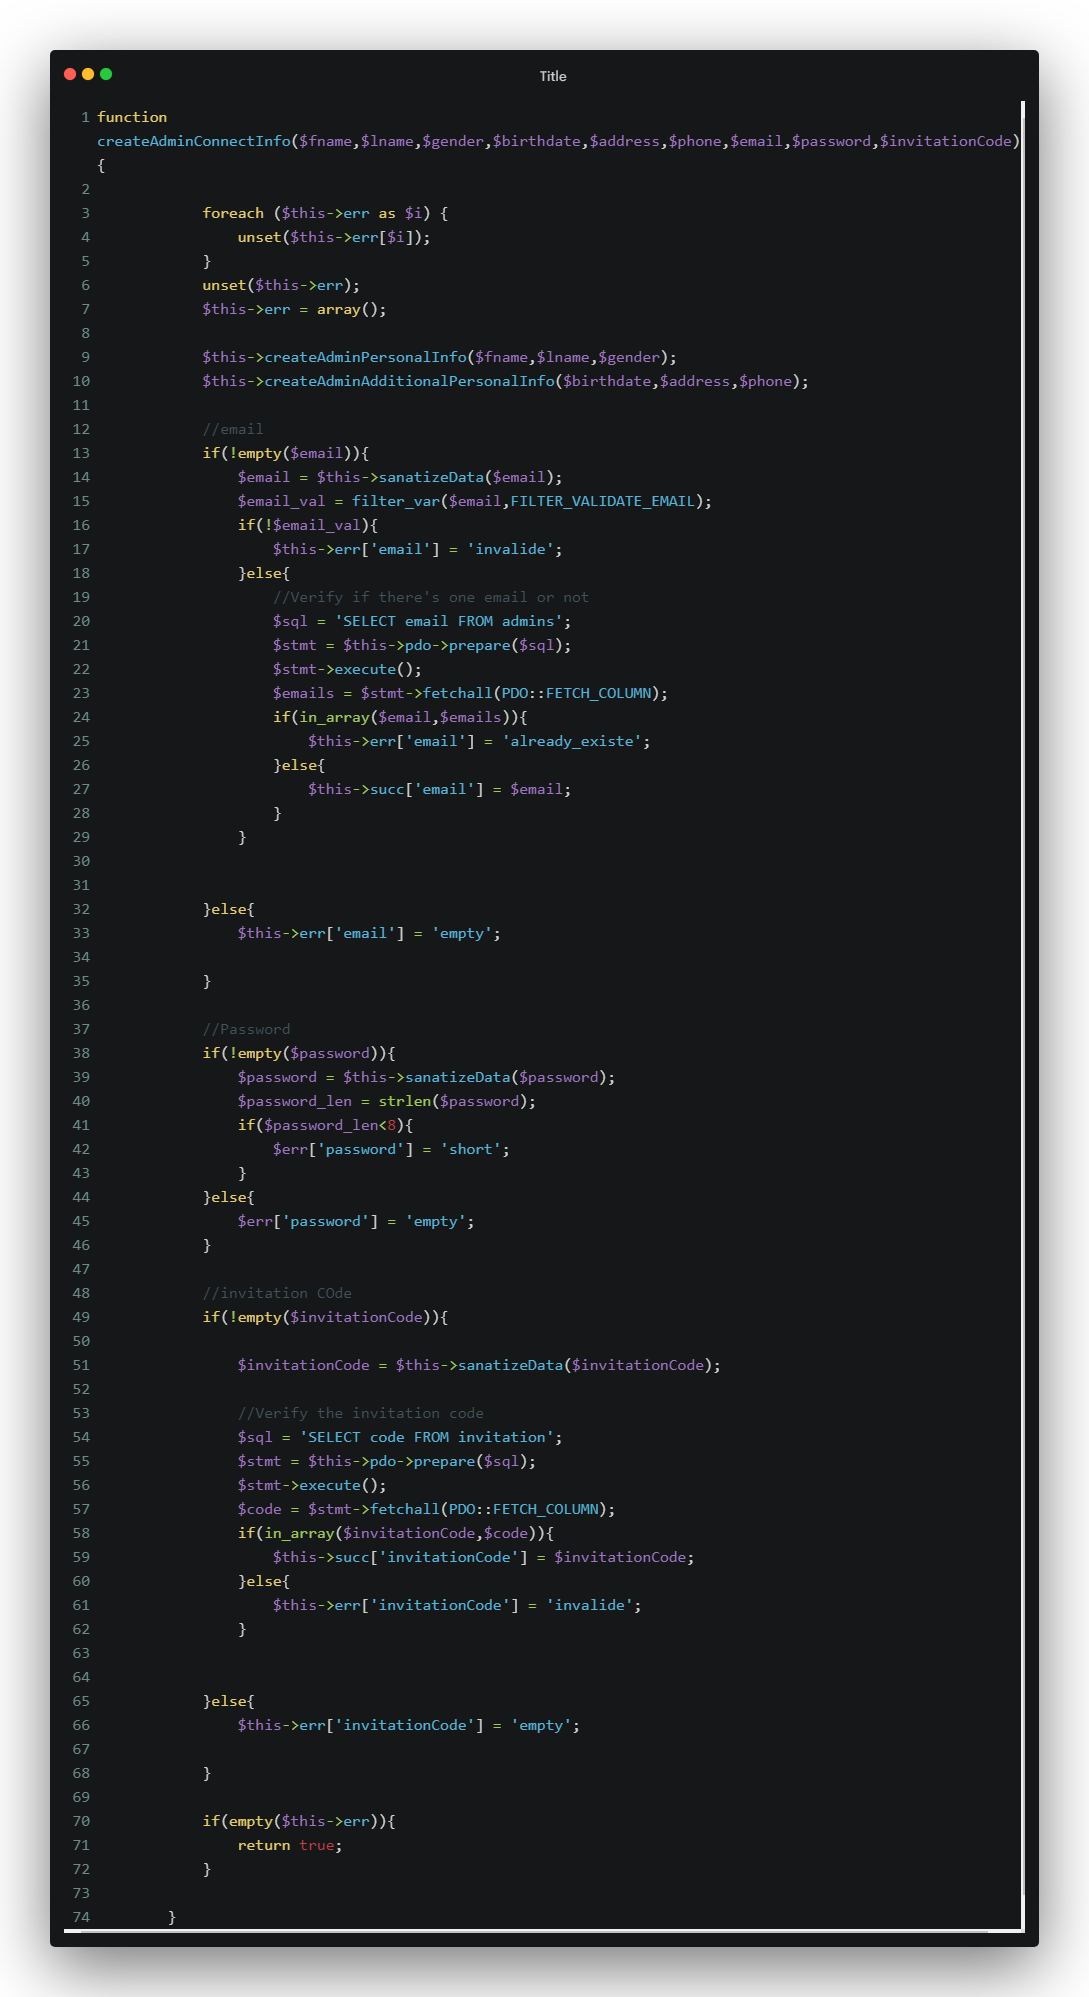 Title
1 function
createAdminConnectInfo($fname,$lname,$gender,$birthdate,$address,$phone,$email,$password,$invitationCode)
{
2
3 foreach ($this->err as $i) {
4 unset($this->err[$i]);
5 }
6 unset($this->err);
7 $this->err = array();
8
9 $this->createAdminPersonalInfo($fname,$lname,$gender);
10 $this->createAdminAdditionalPersonalInfo($birthdate,$address,$phone);
11
12 //email
13 if(!empty($email)){
14 $email = $this->sanatizeData($email);
15 $email_val = filter_var($email,FILTER_VALIDATE_EMAIL);
16 if(!$email_val){
17 $this->err['email'] = 'invalide';
18 }else{
19 //Verify if there's one email or not
20 $sql = 'SELECT email FROM admins';
21 $stmt = $this->pdo->prepare($sql);
22 $stmt->execute();
23 $emails = $stmt->fetchall(PDO::FETCH_COLUMN);
24 if(in_array($email,$emails)){
25 $this->err['email'] = 'already_existe';
26 }else{
27 $this->succ['email'] = $email;
28 }
29 }
30
31
32 }else{
33 $this->err['email'] = 'empty';
34
35 }
36
37 //Password
38 if(!empty($password)){
39 $password = $this->sanatizeData($password);
40 $password_len = strlen($password);
41 if($password_len<8){
42 $err['password'] = 'short';
43 }
44 }else{
45 $err['password'] = 'empty';
46 }
47
48 //invitation COde
49 if(!empty($invitationCode)){
50
51 $invitationCode = $this->sanatizeData($invitationCode);
52
53 //Verify the invitation code
54 $sql = 'SELECT code FROM invitation';
55 $stmt = $this->pdo->prepare($sql);
56 $stmt->execute();
57 $code = $stmt->fetchall(PDO::FETCH_COLUMN);
58 if(in_array($invitationCode,$code)){
59 $this->succ['invitationCode'] = $invitationCode;
60 }else{
61 $this->err['invitationCode'] = 'invalide';
62 }
63
64
65 }else{
66 $this->err['invitationCode'] = 'empty';
67
68 }
69
70 if(empty($this->err)){
71 return true;
72 }
73
74 }